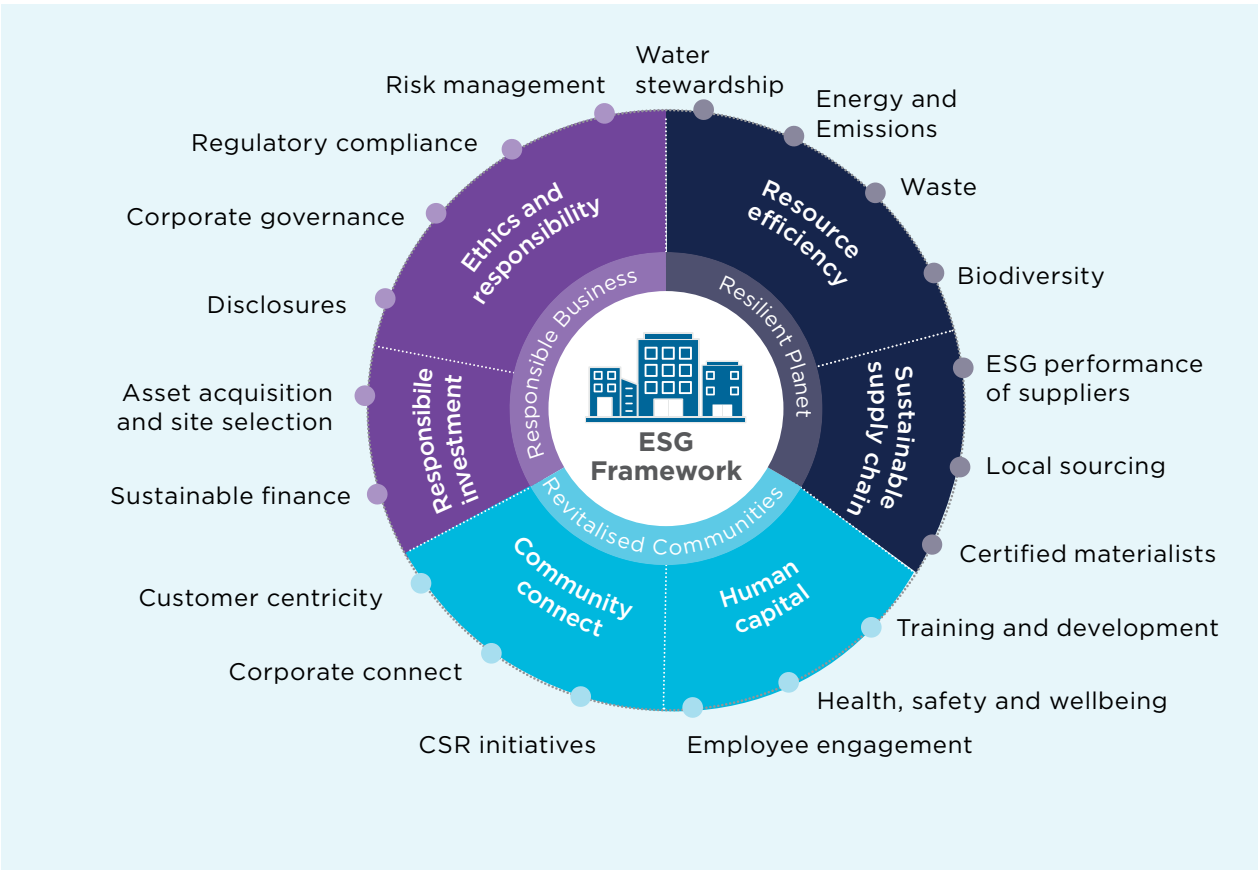 Water
stewardship
Risk management
Energy and
Emissions
Regulatory compliance
Waste
Corporate governance
Biodiversity
Disclosures
ESG performance
of suppliers
Asset acquisition
and site selection
Local sourcing
Sustainable finance
Certified materialists
Customer centricity
Training and development
Corporate connect
Health, safety and wellbeing
CSR initiatives
Employee engagement
Ethics and
responsibility
Resource
efficiency
Responsibile
investment
Sustainable
supply chain
Community
connect
Human
capital
Responsible Business
Resilient Planet
Revitalised Communities
ESG
Framework